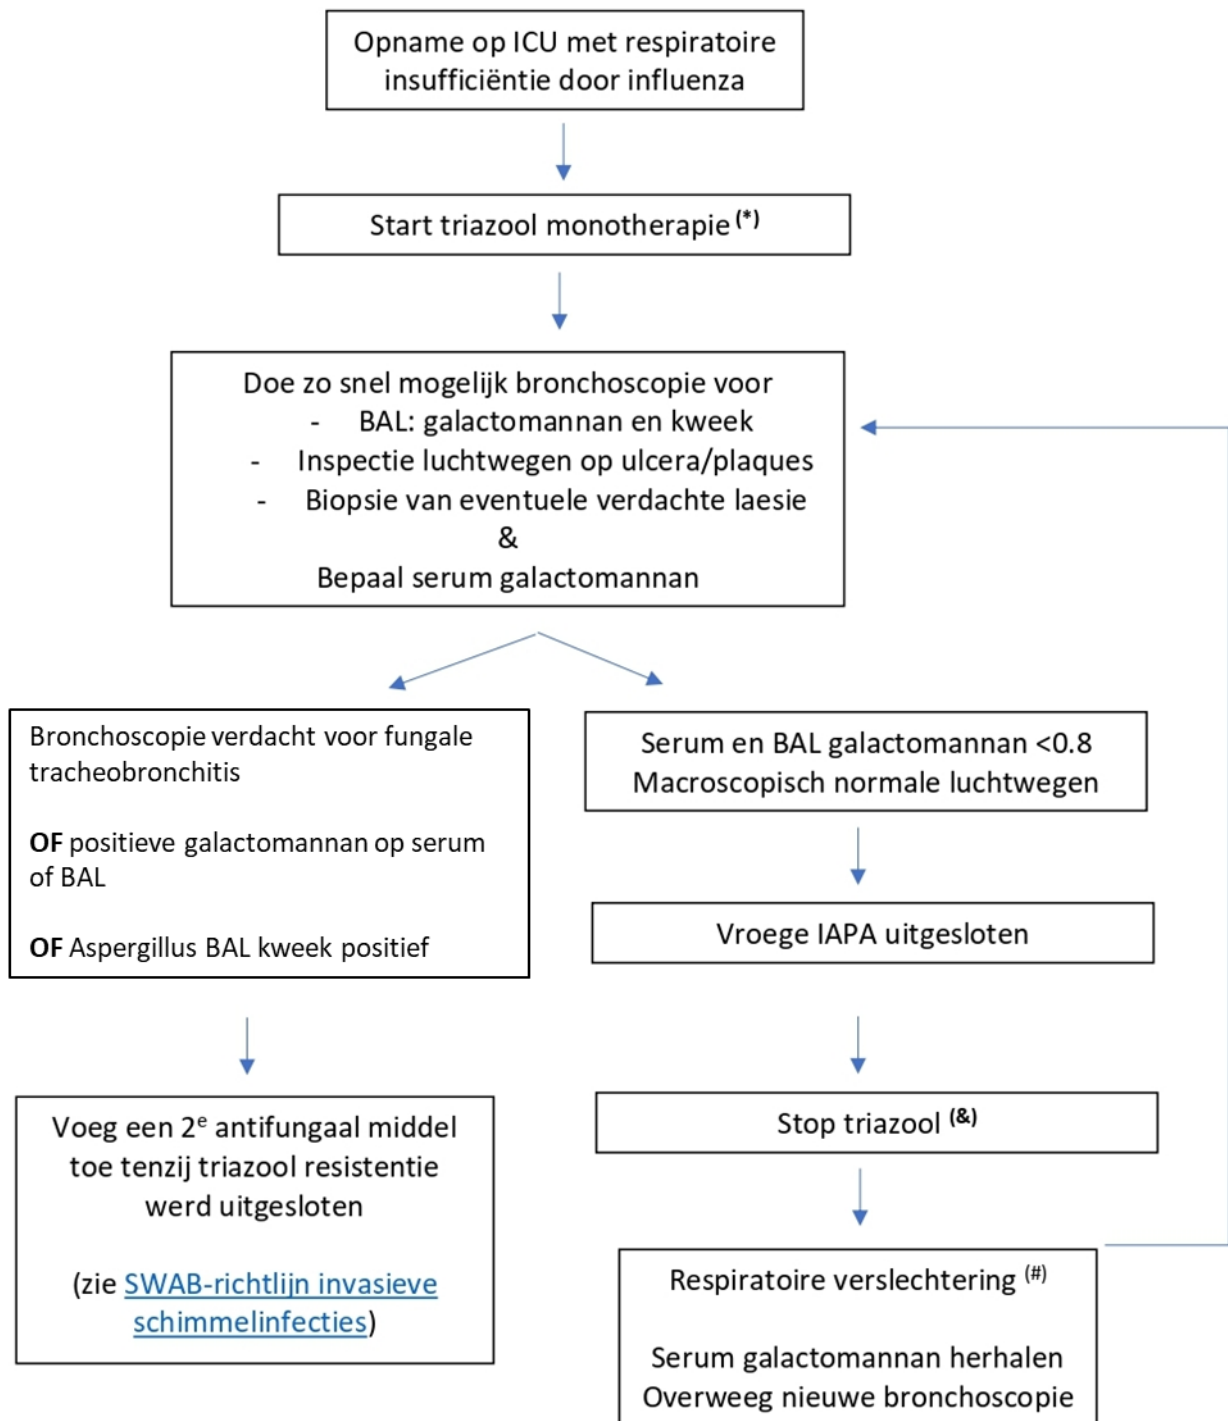 Opname op ICU met respiratoire
insufficiëntie door influenza
Start triazool monotherapie (*)
Doe zo snel mogelijk bronchoscopie voor
- BAL: galactomannan en kweek
- Inspectie luchtwegen op ulcera/plaques
- Biopsie van eventuele verdachte laesie
&
Bepaal serum galactomannan
Bronchoscopie verdacht voor fungale
tracheobronchitis
OF positieve galactomannan op serum
of BAL
OF Aspergillus BAL kweek positief
Voeg een 2e antifungaal middel
toe tenzij triazool resistentie
werd uitgesloten
(zie SWAB-richtlijn invasieve
schimmelinfecties)
Serum en BAL galactomannan <0.8
Macroscopisch normale luchtwegen
Vroege IAPA uitgesloten
Stop triazool (&)
Respiratoire verslechtering (#)
Serum galactomannan herhalen
Overweeg nieuwe bronchoscopie